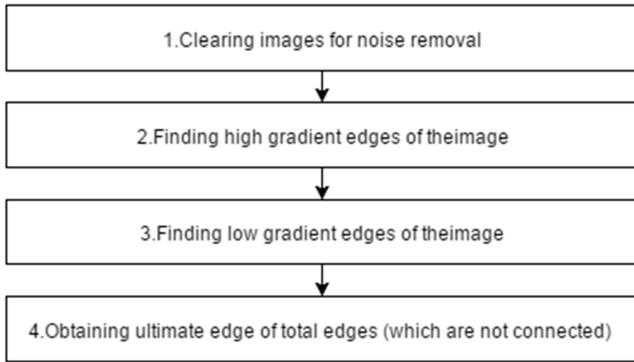 1.Clearing images for noise removal
2.Finding high gradient edges of theimage
3.Finding low gradient edges of theimage
4.Obtaining ultimate edge of total edges (which are not connected)